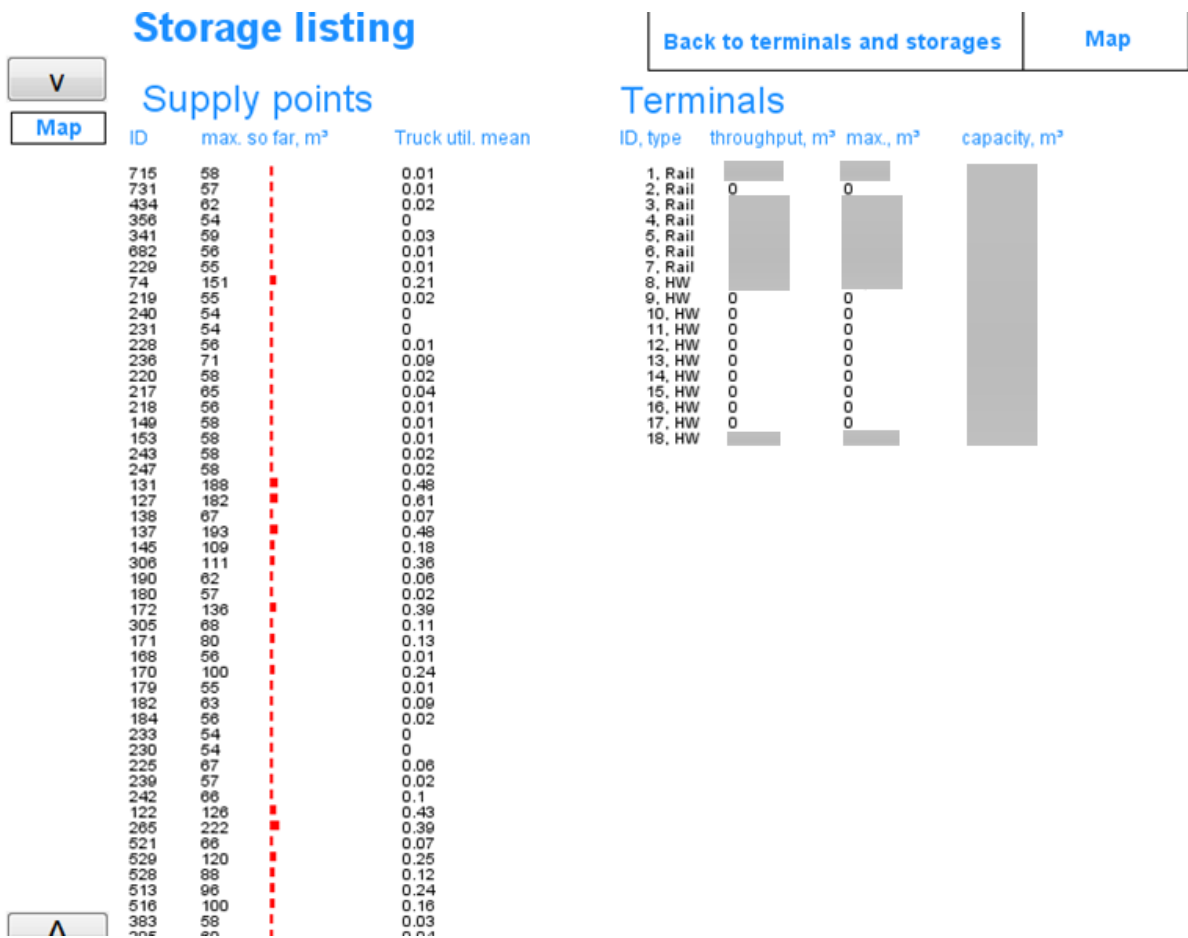 Storage listing
Back to terminals and storages Map
V
Map
Supply points
ID max. so far, m³ Truck util. mean
715 58 0.01
731 57 0.01
434 62 0.02
356 54 0
341 59 0.03
682 56 0.01
229 55 0.01
74 151 0.21
219 55 0.02
240 54 0
231 54 0
228 56 0.01
236 71 0.09
220 58 0.02
217 65 0.04
218 56 0.01
149 58 0.01
153 58 0.01
243 58 0.02
247 58 0.02
131 188 0.48
127 182 0.61
138 67 0.07
137 193 0.48
145 109 0.18
306 111 0.36
190 62 0.06
180 57 0.02
172 136 0.39
305 68 0.11
171 80 0.13
168 56 0.01
170 100 0.24
179 55 0.01
182 63 0.09
184 56 0.02
233 54 0
230 54 0
225 67 0.06
239 57 0.02
242 66 0.1
122 126 0.43
265 222 0.39
521 66 0.07
529 120 0.25
528 88 0.12
513 96 0.24
516 100 0.16
383 58 0.03
Terminals
ID, type throughput, m³ max., m³ capacity, m³
1, Rail
2, Rail 0 0
3, Rail
4, Rail
5, Rail
6, Rail
7, Rail
8, HW
9, HW 0 0
10, HW 0 0
11, HW 0 0
12, HW 0 0
13, HW 0 0
14, HW 0 0
15, HW 0 0
16, HW 0 0
17, HW 0 0
18, HW